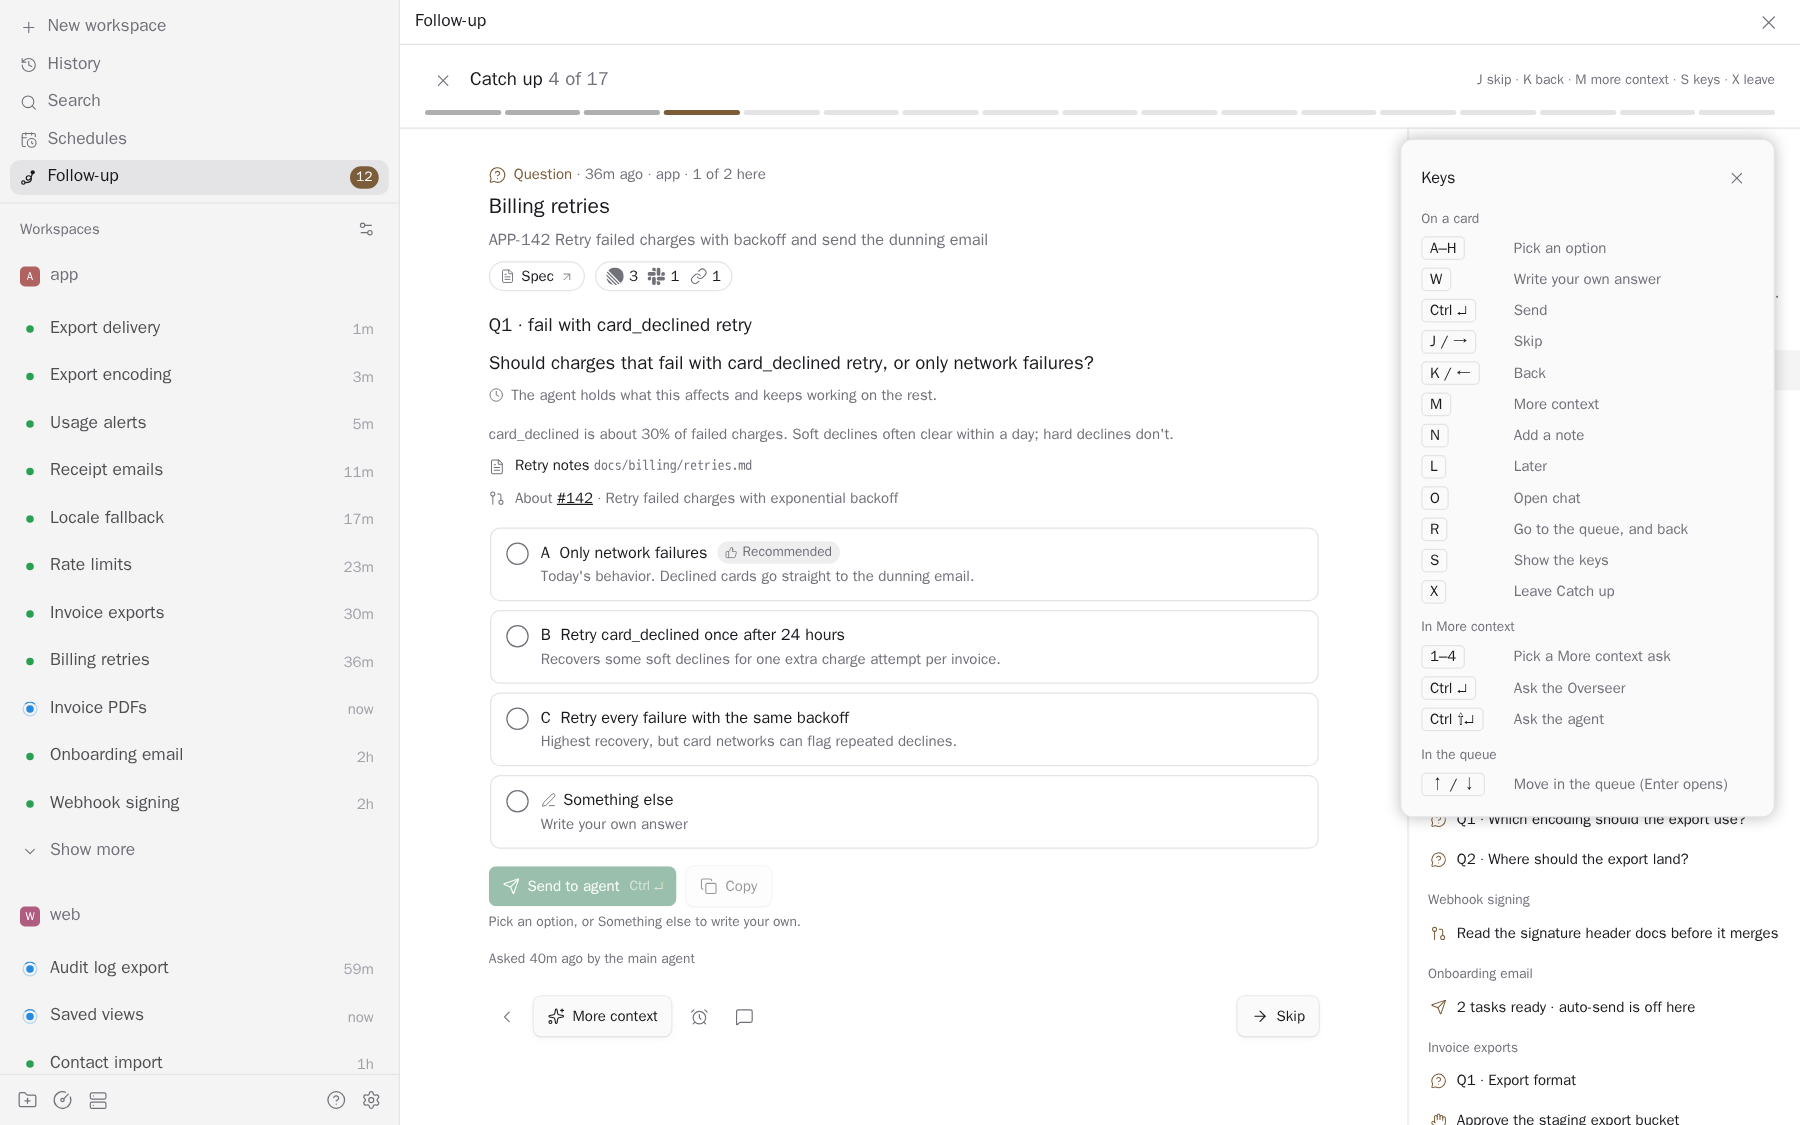 New workspace
History
Search
Schedules
Follow-up 12
Workspaces
A app
Export delivery 1m
Export encoding 3m
Usage alerts 5m
Receipt emails 11m
Locale fallback 17m
Rate limits 23m
Invoice exports 30m
Billing retries 36m
Invoice PDFs now
Onboarding email 2h
Webhook signing 2h
Show more
W web
Audit log export 59m
Saved views now
Contact import 1h
Follow-up
Catch up 4 of 17
J skip · K back · M more context · S keys · X leave
Question · 36m ago · app · 1 of 2 here
Billing retries
APP-142 Retry failed charges with backoff and send the dunning email
Spec 3 1 1
Q1 · fail with card_declined retry
Should charges that fail with card_declined retry, or only network failures?
The agent holds what this affects and keeps working on the rest.
card_declined is about 30% of failed charges. Soft declines often clear within a day; hard declines don't.
Retry notes docs/billing/retries.md
About #142 · Retry failed charges with exponential backoff
A Only network failures Recommended
Today's behavior. Declined cards go straight to the dunning email.
B Retry card_declined once after 24 hours
Recovers some soft declines for one extra charge attempt per invoice.
C Retry every failure with the same backoff
Highest recovery, but card networks can flag repeated declines.
Something else
Write your own answer
Send to agent Ctrl ↵ Copy
Pick an option, or Something else to write your own.
Asked 40m ago by the main agent
More context
Skip
Keys
On a card
A–H Pick an option
W Write your own answer
Ctrl ↵ Send
J / → Skip
K / ← Back
M More context
N Add a note
L Later
O Open chat
R Go to the queue, and back
S Show the keys
X Leave Catch up
In More context
1–4 Pick a More context ask
Ctrl ↵ Ask the Overseer
Ctrl ⇧↵ Ask the agent
In the queue
↑ / ↓ Move in the queue (Enter opens)
Q1 · Which encoding should the export use?
Q2 · Where should the export land?
Webhook signing
Read the signature header docs before it merges
Onboarding email
2 tasks ready · auto-send is off here
Invoice exports
Q1 · Export format
Approve the staging export bucket